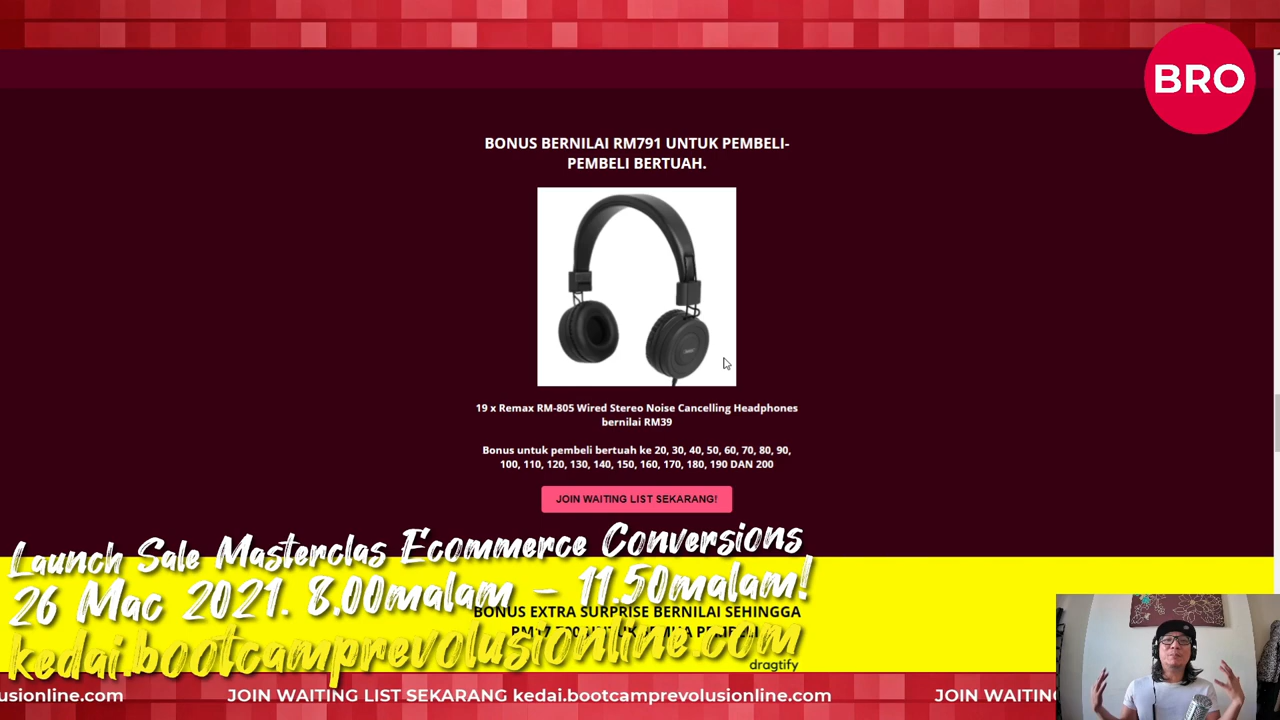 BRO
BONUS BERNILAI RM791 UNTUK PEMBELI-
PEMBELI BERTUAH.
19 x Remax RM-805 Wired Stereo Noise Cancelling Headphones
bernilai RM39
Bonus untuk pembeli bertuah ke 20, 30, 40, 50, 60, 70, 80, 90,
100, 110, 120, 130, 140, 150, 160, 170, 180, 190 DAN 200
JOIN WAITING LIST SEKARANG!
Launch Sale Masterclas Ecommerce Conversions
26 Mac 2021. 8.00malam - 11.50malam!
BONUS EXTRA SURPRISE BERNILAI SEHINGGA
kedai.bootcamprevolusionline.com
dragtify
usionline.com JOIN WAITING LIST SEKARANG kedai.bootcamprevolusionline.com JOIN WAITING